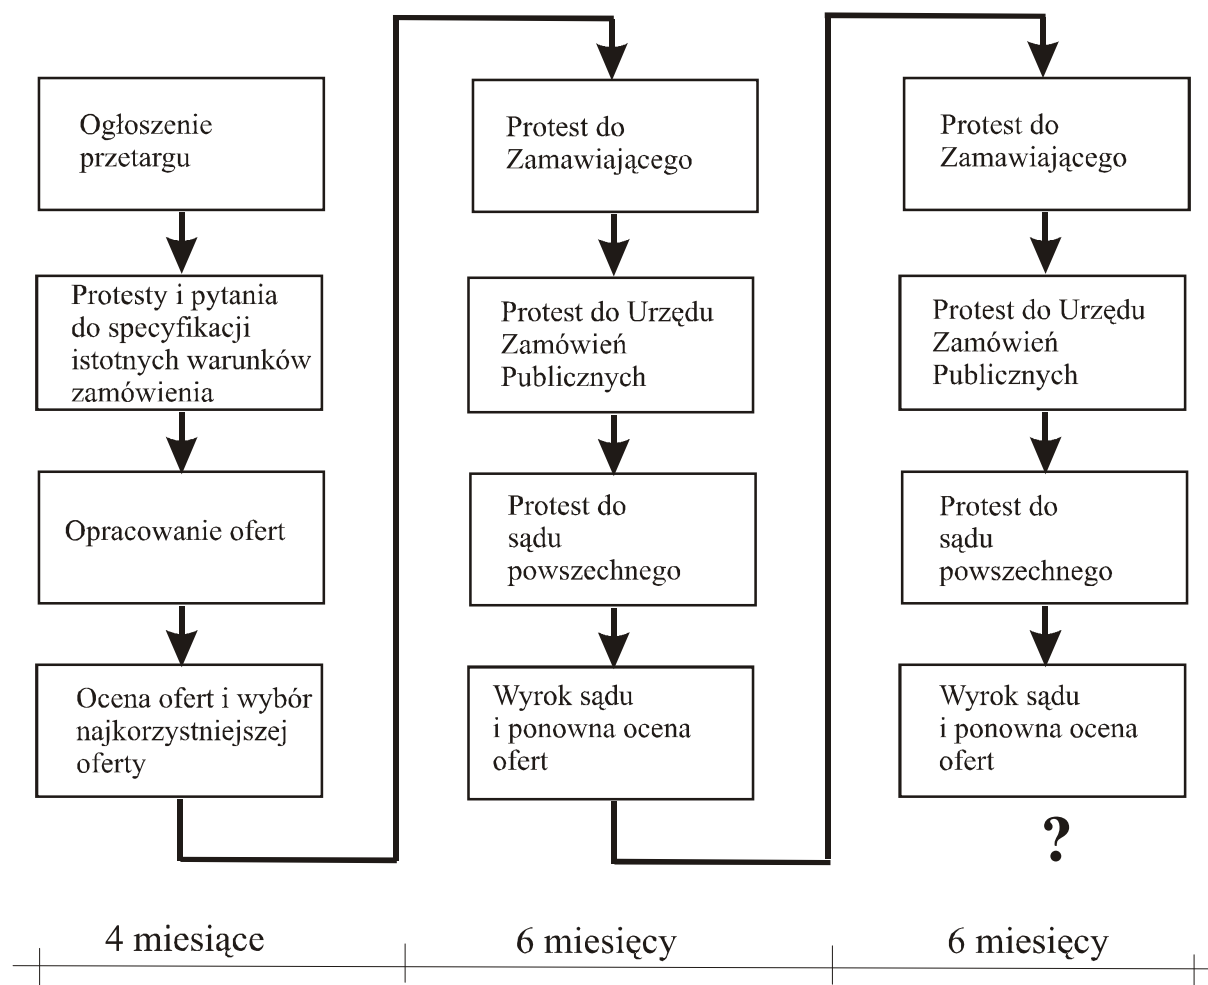 Ogłoszenie
przetargu
Protesty i pytania
do specyfikacji
istotnych warunków
zamówienia
Opracowanie ofert
Ocena ofert i wybór
najkorzystniejszej
oferty
Protest do
Zamawiającego
Protest do Urzędu
Zamówień
Publicznych
Protest do
sądu
powszechnego
Wyrok sądu
i ponowna ocena
ofert
Protest do
Zamawiającego
Protest do Urzędu
Zamówień
Publicznych
Protest do
sądu
powszechnego
Wyrok sądu
i ponowna ocena
ofert
?
4 miesiące
6 miesięcy
6 miesięcy